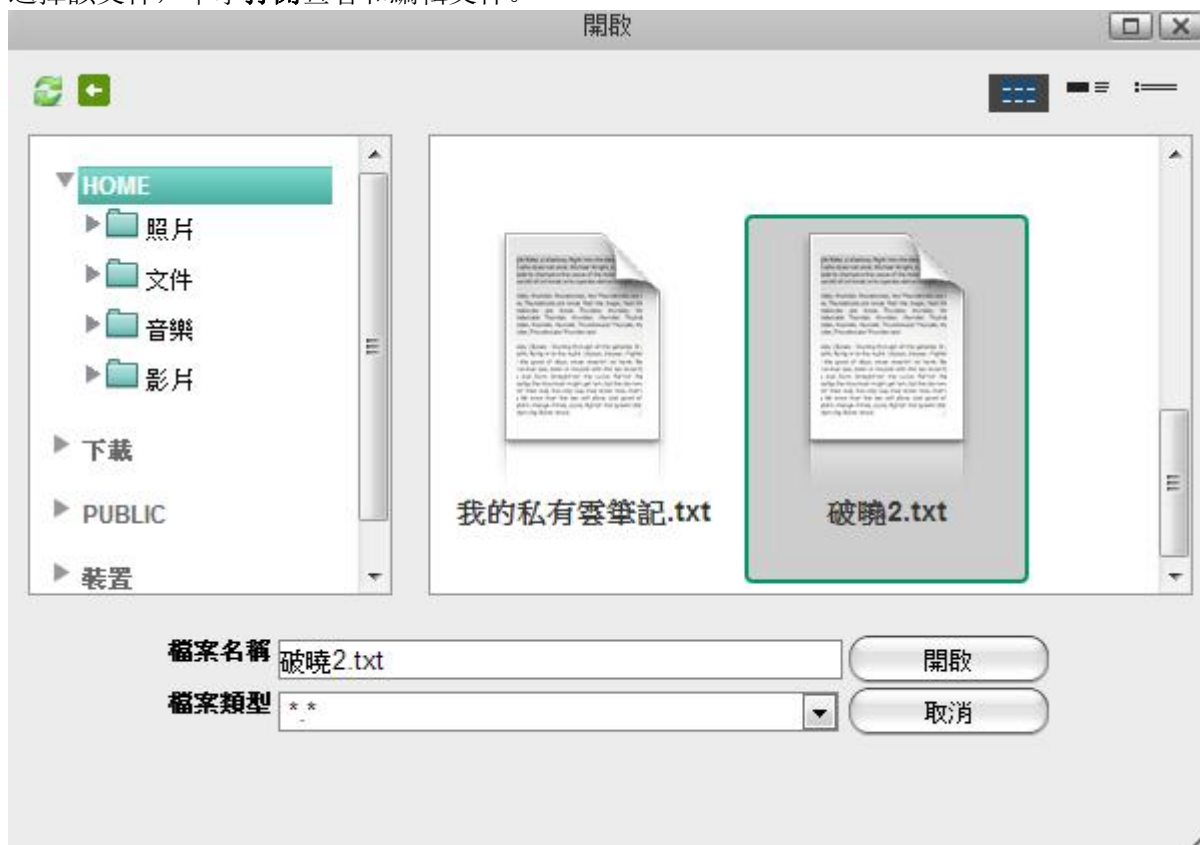 開啟
HOME
照片
文件
音樂
影片
下載
PUBLIC
裝置
我的私有雲筆記.txt
破曉2.txt
檔案名稱 破曉2.txt 開啟
檔案類型 *.* 取消